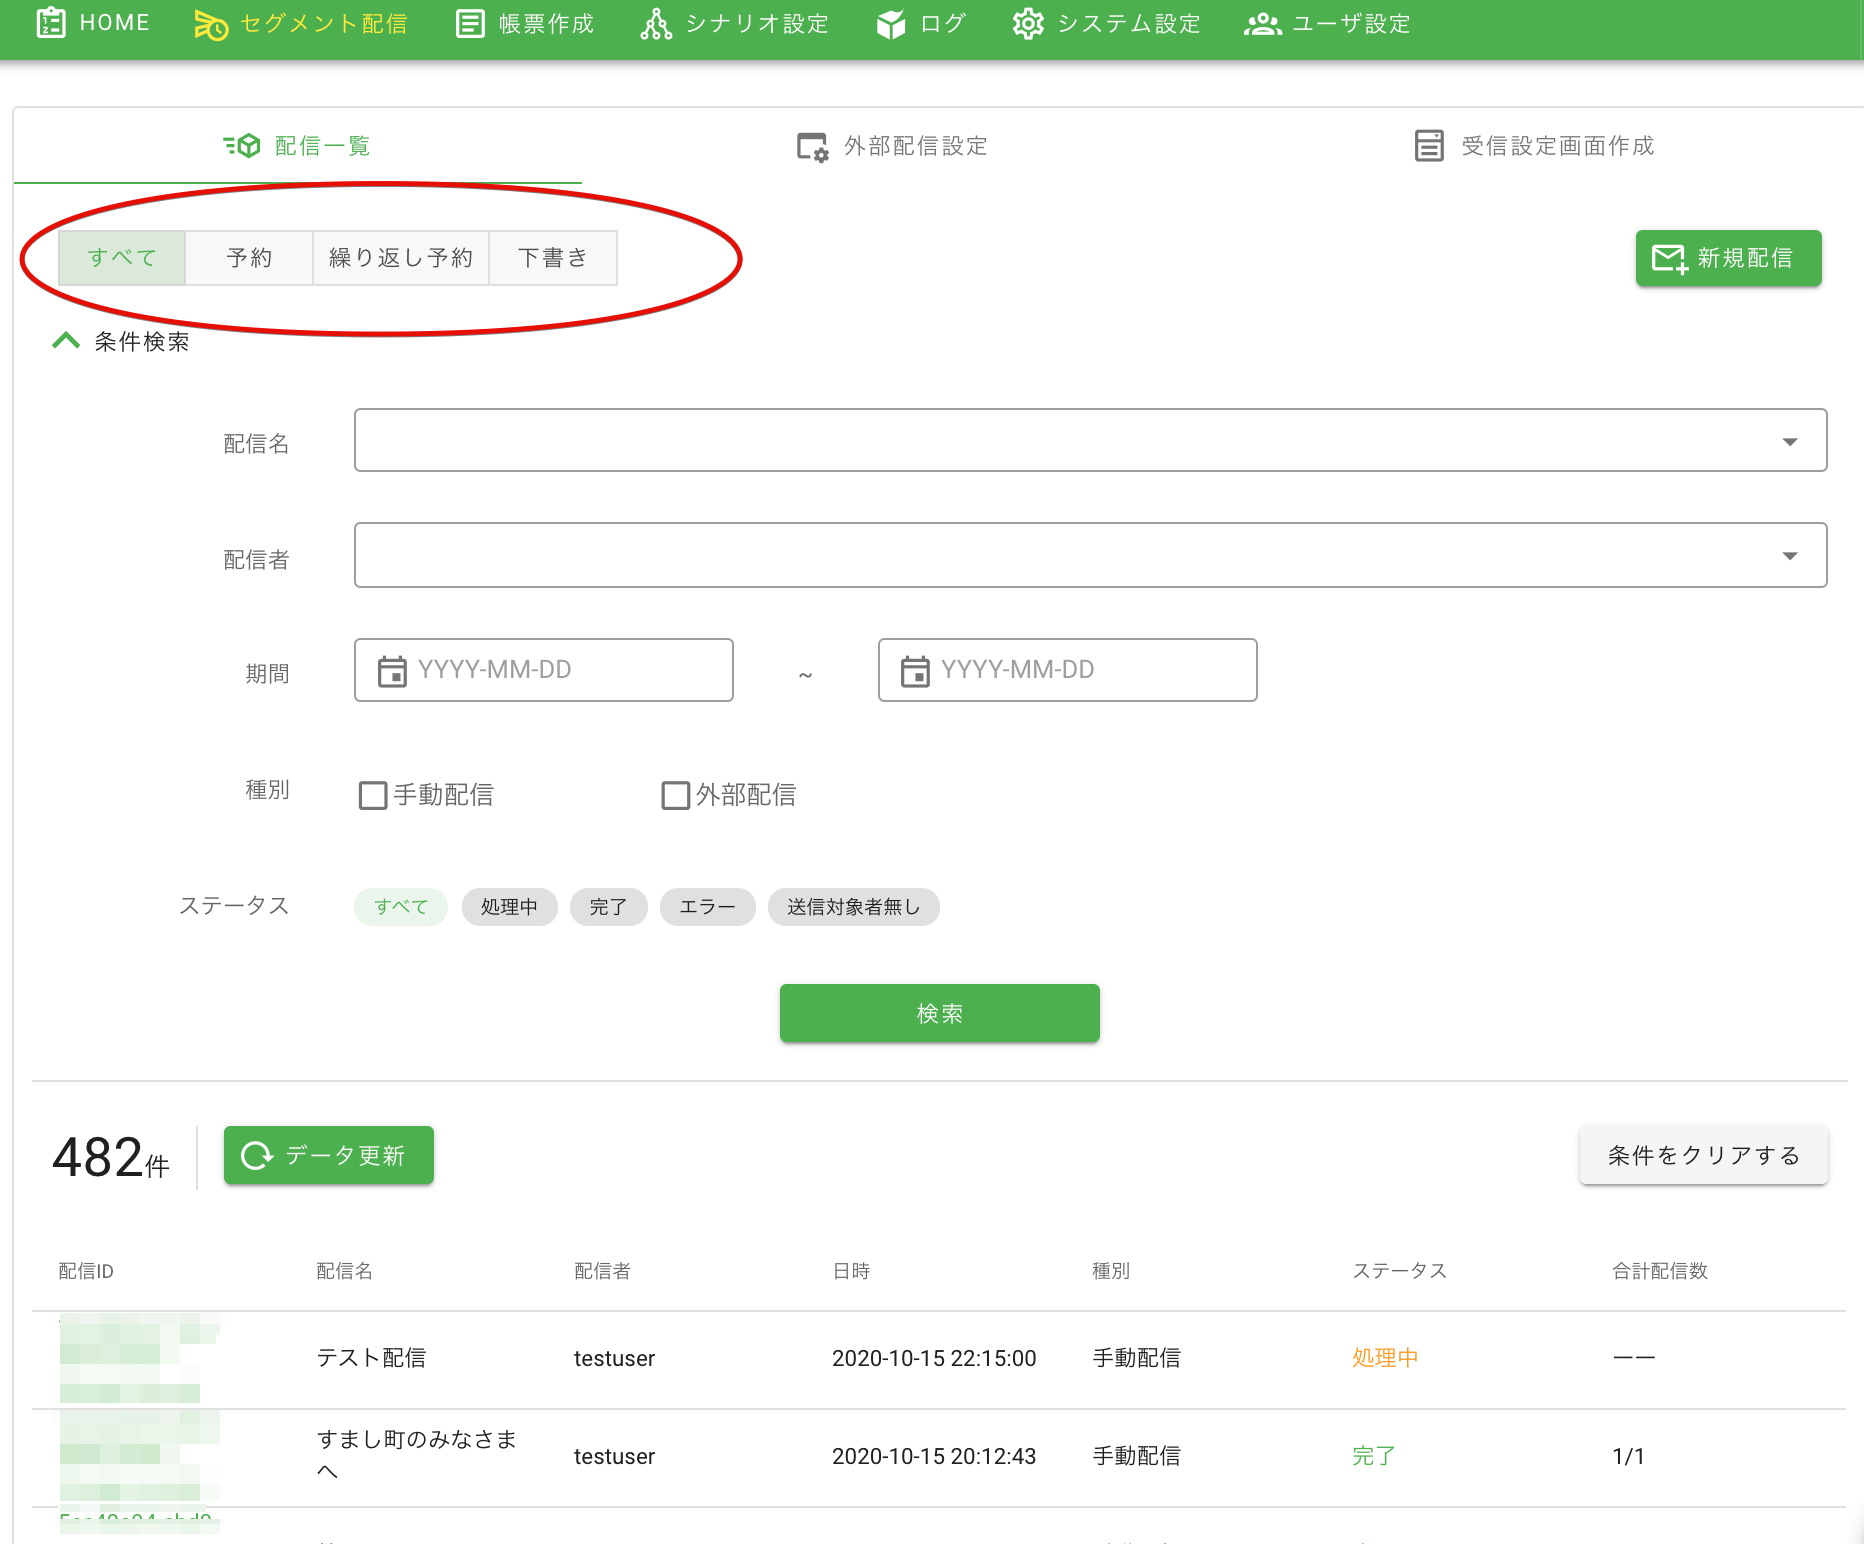 HOME セグメント配信 帳票作成 シナリオ設定 ログ システム設定 ユーザ設定
配信一覧 外部配信設定 受信設定画面作成
すべて 予約 繰り返し予約 下書き 新規配信
条件検索
配信名
配信者
期間 YYYY-MM-DD ~ YYYY-MM-DD
種別 手動配信 外部配信
ステータス すべて 処理中 完了 エラー 送信対象者無し
検索
482件 データ更新 条件をクリアする
配信ID 配信名 配信者 日時 種別 ステータス 合計配信数
テスト配信 testuser 2020-10-15 22:15:00 手動配信 処理中 ーー
すまし町のみなさま
へ testuser 2020-10-15 20:12:43 手動配信 完了 1/1